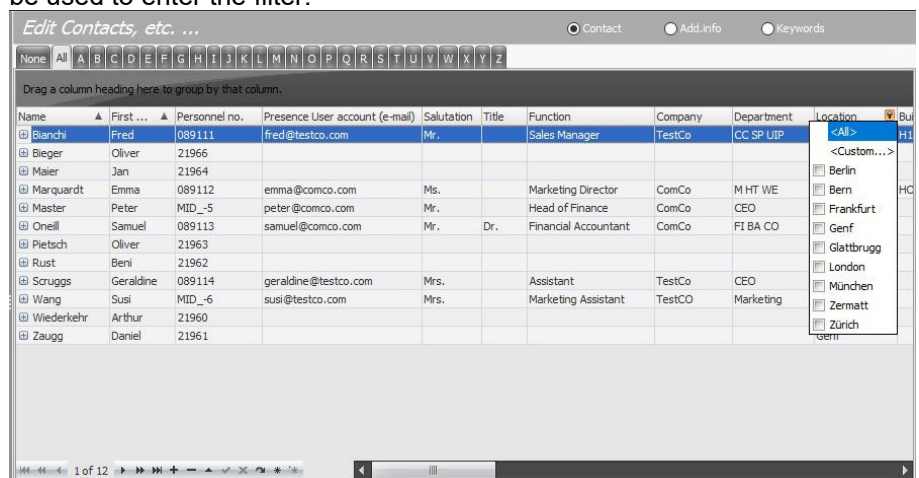 be used to enter the filter.
Edit Contacts, etc. ... Contact Add.info Keywords
None All A B C D E F G H I J K L M N O P Q R S T U V W X Y Z
Drag a column heading here to group by that column.
Name First ... Personnel no. Presence User account (e-mail) Salutation Title Function Company Department Location Bui
Bianchi Fred 089111 fred@testco.com Mr. Sales Manager TestCo CC SP UIP <All> H1
Bieger Oliver 21966 <Custom...>
Maier Jan 21964 Berlin
Marquardt Emma 089112 emma@comco.com Ms. Marketing Director ComCo M HT WE Bern HO
Master Peter MID_-5 peter@comco.com Mr. Head of Finance ComCo CEO Frankfurt
Oneill Samuel 089113 samuel@comco.com Mr. Dr. Financial Accountant ComCo FI BA CO Genf
Pietsch Oliver 21963 Glattbrugg
Rust Beni 21962 London
Scruggs Geraldine 089114 geraldine@testco.com Mrs. Assistant TestCo CEO München
Wang Susi MID_-6 susi@testco.com Mrs. Marketing Assistant TestCO Marketing Zermatt
Wiederkehr Arthur 21960 Zürich
Zaugg Daniel 21961 Genf
1 of 12